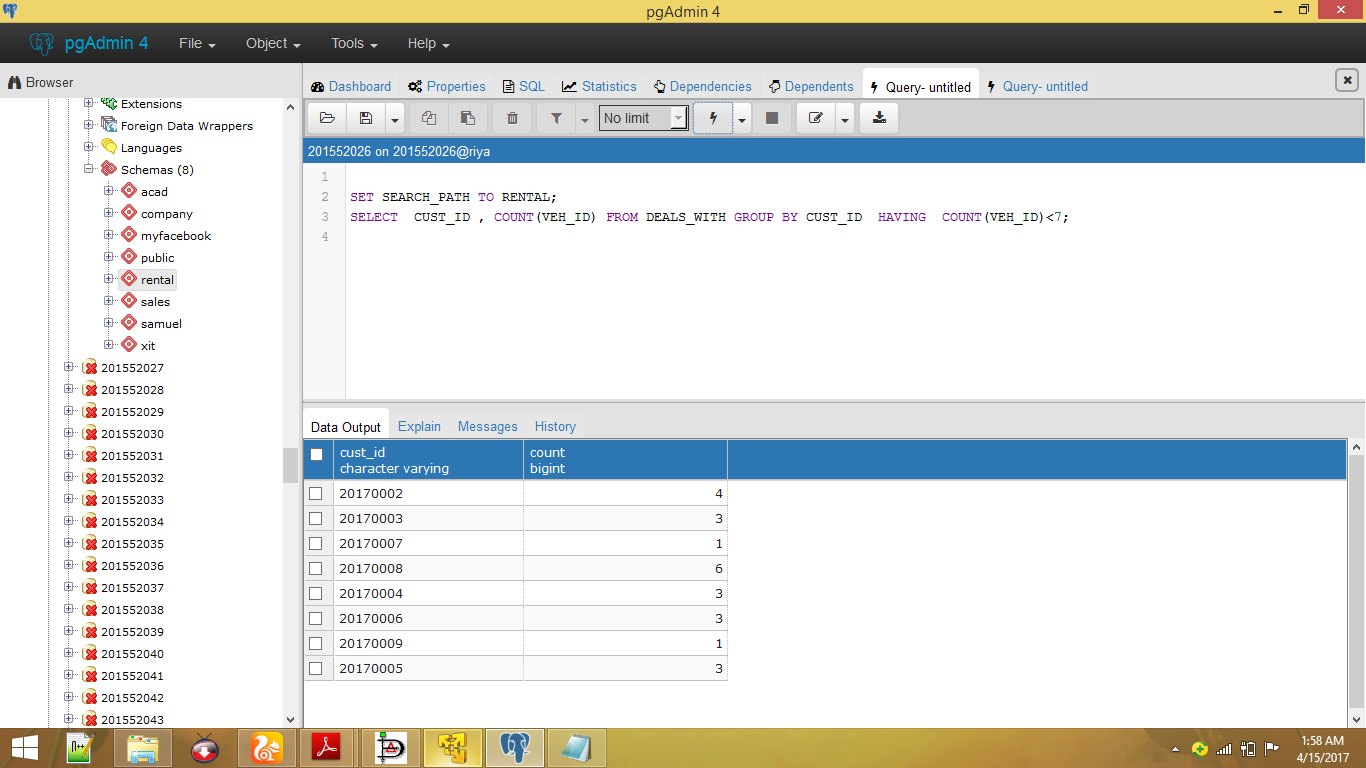 pgAdmin 4
pgAdmin 4 File Object Tools Help
Browser
Extensions
Foreign Data Wrappers
Languages
Schemas (8)
acad
company
myfacebook
public
rental
sales
samuel
xit
201552027
201552028
201552029
201552030
201552031
201552032
201552033
201552034
201552035
201552036
201552037
201552038
201552039
201552040
201552041
201552042
201552043
Dashboard Properties SQL Statistics Dependencies Dependents Query- untitled Query- untitled
No limit
201552026 on 201552026@riya
1
2 SET SEARCH_PATH TO RENTAL;
3 SELECT  CUST_ID , COUNT(VEH_ID) FROM DEALS_WITH GROUP BY CUST_ID  HAVING  COUNT(VEH_ID)<7;
4
Data Output Explain Messages History
cust_id count
character varying bigint
20170002 4
20170003 3
20170007 1
20170008 6
20170004 3
20170006 3
20170009 1
20170005 3
1:58 AM
4/15/2017